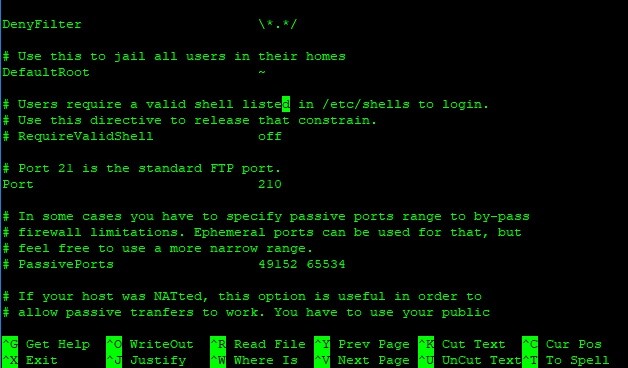 DenyFilter \*.*/
# Use this to jail all users in their homes
DefaultRoot ~
# Users require a valid shell listed in /etc/shells to login.
# Use this directive to release that constrain.
# RequireValidShell off
# Port 21 is the standard FTP port.
Port 210
# In some cases you have to specify passive ports range to by-pass
# firewall limitations. Ephemeral ports can be used for that, but
# feel free to use a more narrow range.
# PassivePorts 49152 65534
# If your host was NATted, this option is useful in order to
# allow passive tranfers to work. You have to use your public
^G Get Help ^O WriteOut ^R Read File ^Y Prev Page ^K Cut Text ^C Cur Pos
^X Exit ^J Justify ^W Where Is ^V Next Page ^U UnCut Text ^T To Spell